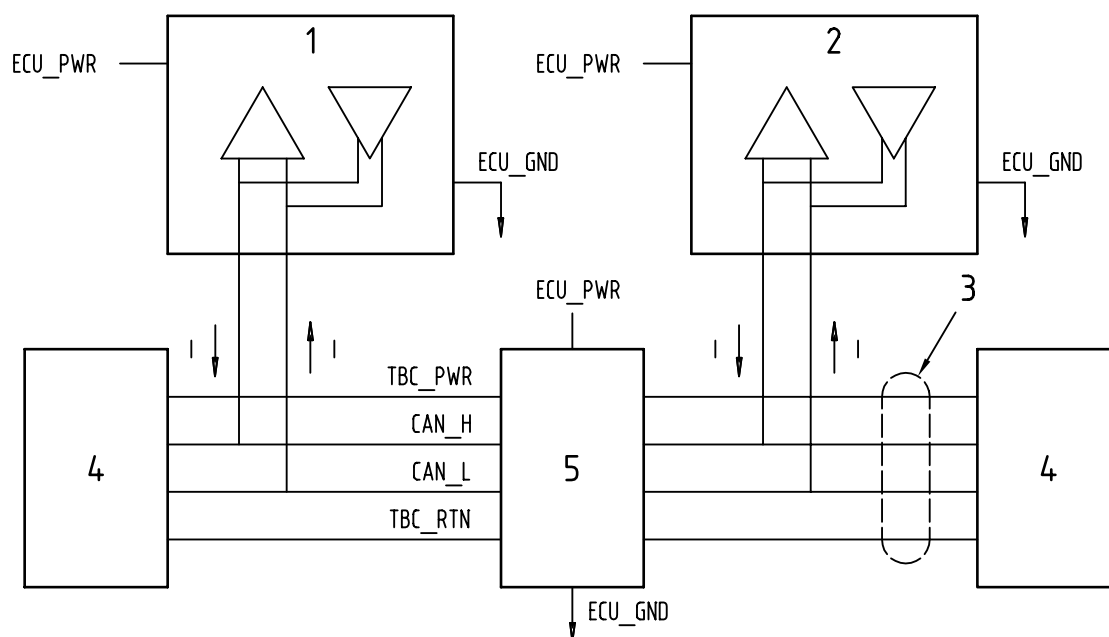 1
2
ECU_PWR
ECU_PWR
ECU_GND
ECU_GND
ECU_PWR
3
I
I
I
I
TBC_PWR
CAN_H
4
CAN_L
5
4
TBC_RTN
ECU_GND